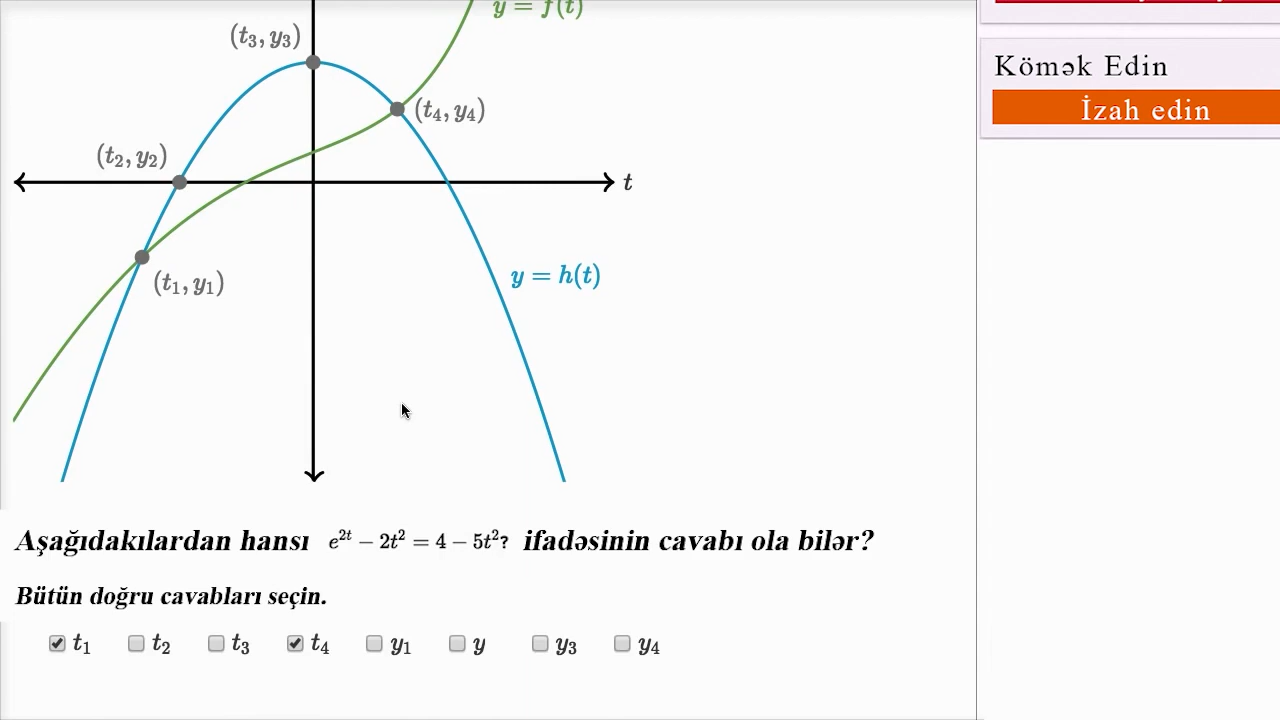 y = f(t)
(t₃, y₃)
Kömək Edin
İzah edin
(t₄, y₄)
(t₂, y₂)
t
(t₁, y₁)
y = h(t)
Aşağıdakılardan hansı e²ᵗ − 2t² = 4 − 5t²? ifadəsinin cavabı ola bilər?
Bütün doğru cavabları seçin.
t₁ t₂ t₃ t₄ y₁ y y₃ y₄